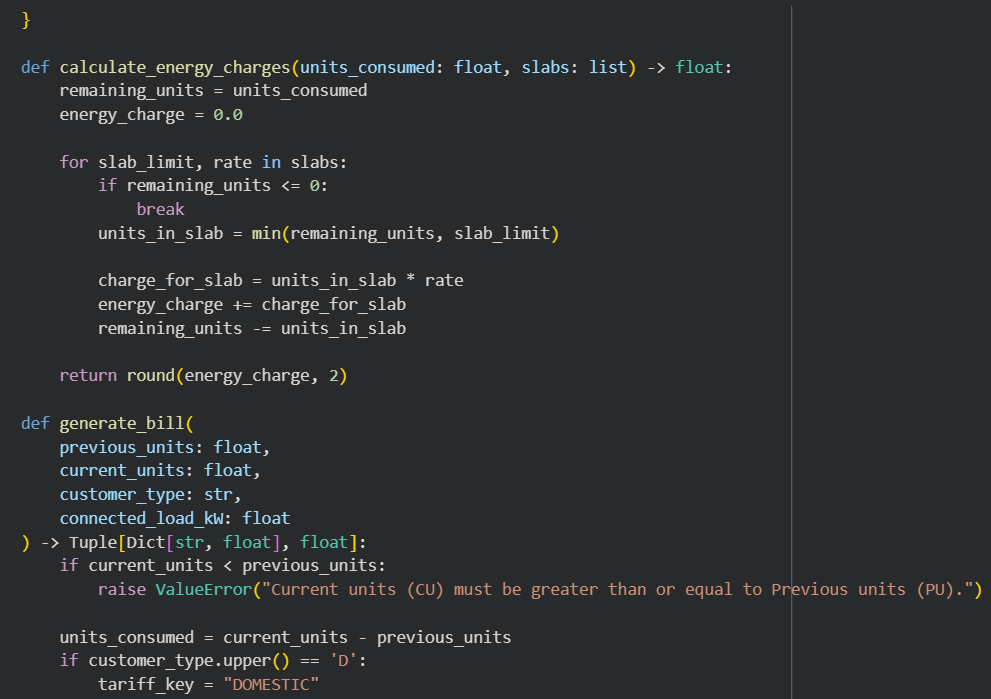 }
def calculate_energy_charges(units_consumed: float, slabs: list) -> float:
    remaining_units = units_consumed
    energy_charge = 0.0
    for slab_limit, rate in slabs:
        if remaining_units <= 0:
            break
        units_in_slab = min(remaining_units, slab_limit)
        charge_for_slab = units_in_slab * rate
        energy_charge += charge_for_slab
        remaining_units -= units_in_slab
    return round(energy_charge, 2)
def generate_bill(
    previous_units: float,
    current_units: float,
    customer_type: str,
    connected_load_kW: float
) -> Tuple[Dict[str, float], float]:
    if current_units < previous_units:
        raise ValueError("Current units (CU) must be greater than or equal to Previous units (PU).")
    units_consumed = current_units - previous_units
    if customer_type.upper() == 'D':
        tariff_key = "DOMESTIC"